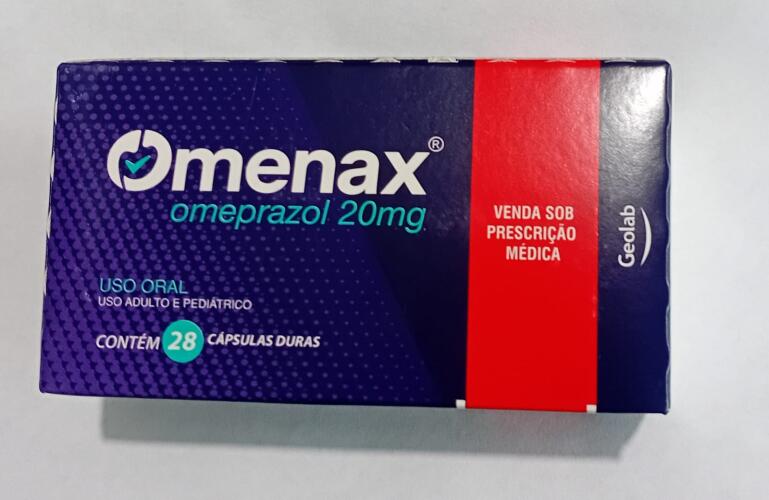 Omenax®
omeprazol 20mg
USO ORAL
USO ADULTO E PEDIÁTRICO
CONTÉM 28 CÁPSULAS DURAS
VENDA SOB
PRESCRIÇÃO
MÉDICA
Geolab